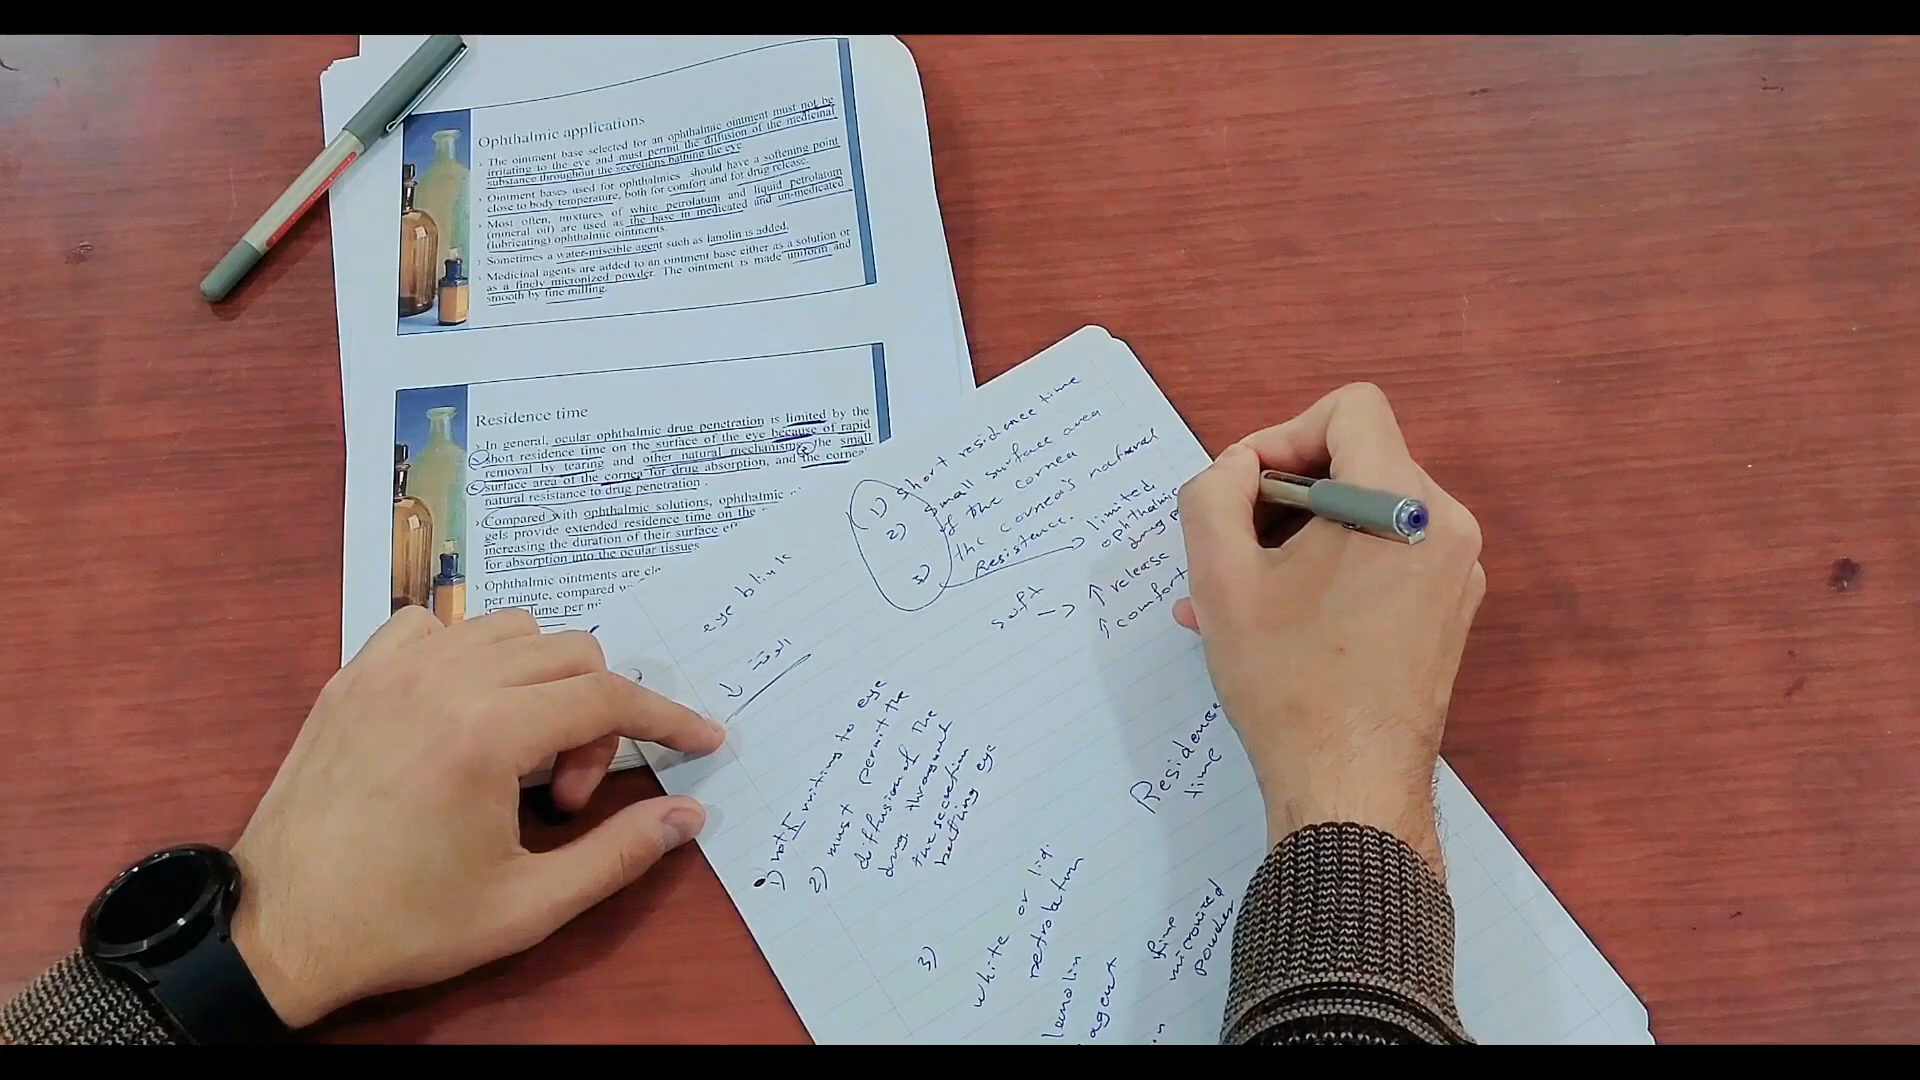 Ophthalmic applications
› The ointment base selected for an ophthalmic ointment must not be
irritating to the eye and must permit the diffusion of the medicinal
substance throughout the secretions bathing the eye.
› Ointment bases used for ophthalmics should have a softening point
close to body temperature, both for comfort and for drug release.
› Most often, mixtures of white petrolatum and liquid petrolatum
(mineral oil) are used as the base in medicated and un-medicated
(lubricating) ophthalmic ointments.
› Sometimes a water-miscible agent such as lanolin is added.
› Medicinal agents are added to an ointment base either as a solution or
as a finely micronized powder. The ointment is made uniform and
smooth by fine milling.
Residence time
› In general, ocular ophthalmic drug penetration is limited by the
short residence time on the surface of the eye because of rapid
removal by tearing and other natural mechanisms, the small
surface area of the cornea for drug absorption, and the cornea
natural resistance to drug penetration.
› Compared with ophthalmic solutions, ophthalmic
gels provide extended residence time on the
increasing the duration of their surface
for absorption into the ocular tissues
› Ophthalmic ointments are
per minute, compared
per
1) short residence time
2) small surface area
of the cornea
3) the cornea's natural
Resistence.
limited
ophthalmic
drug
soft → ↑ release
↑ comfort
eye blink
1) not irriting to eye
2) must permit the
diffusion of the
drug. throught
the secretion
bathing eye
3) white or liq.
petrolatum
lanolin
agent
fine
micronized
powder
Residence
time